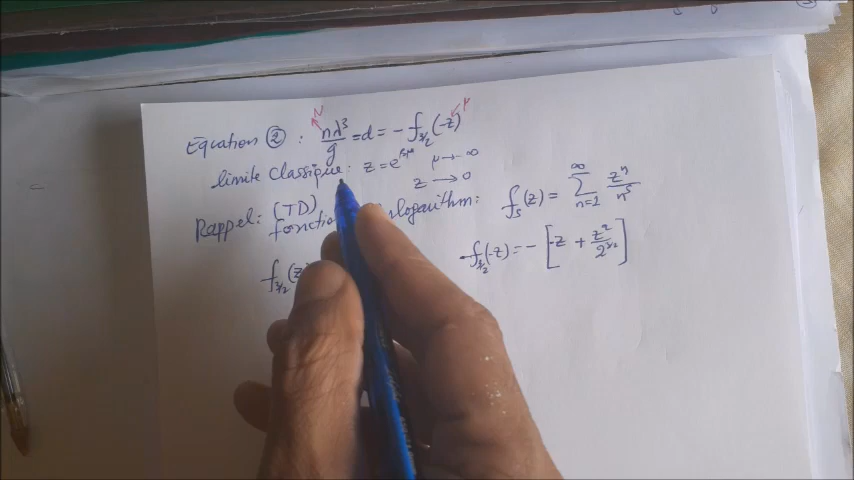 N μ
Equation ② : nλ³/g = d = - f_{3/2}(-z)
limite classique : z = e^{βμ} μ → -∞
z → 0
Rappel : (TD) fonction logarithm : f_s(z) = ∑_{n=1}^{∞} z^n/n^s
f_{3/2}(z) - f_{3/2}(-z) = - [-z + z²/2^{3/2}]